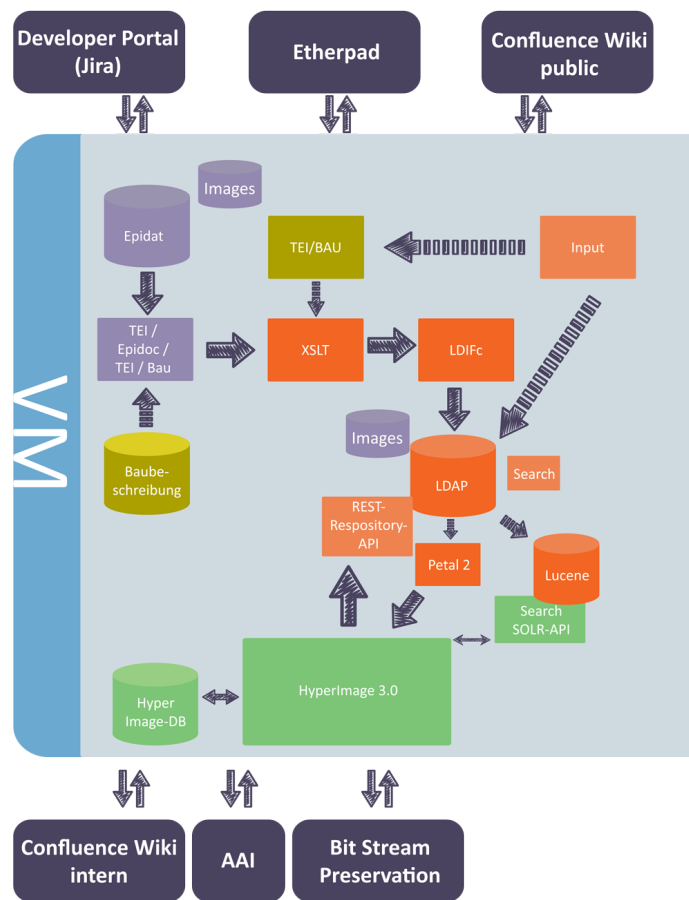 Developer Portal
(Jira)
Etherpad
Confluence Wiki
public
VM
Images
Epidat
TEI/BAU
Input
TEI /
Epidoc /
TEI / Bau
XSLT
LDIFc
Images
Baube-
schreibung
LDAP
Search
REST-
Respository-
API
Petal 2
Lucene
Search
SOLR-API
HyperImage 3.0
Hyper
Image-DB
Confluence Wiki
intern
AAI
Bit Stream
Preservation